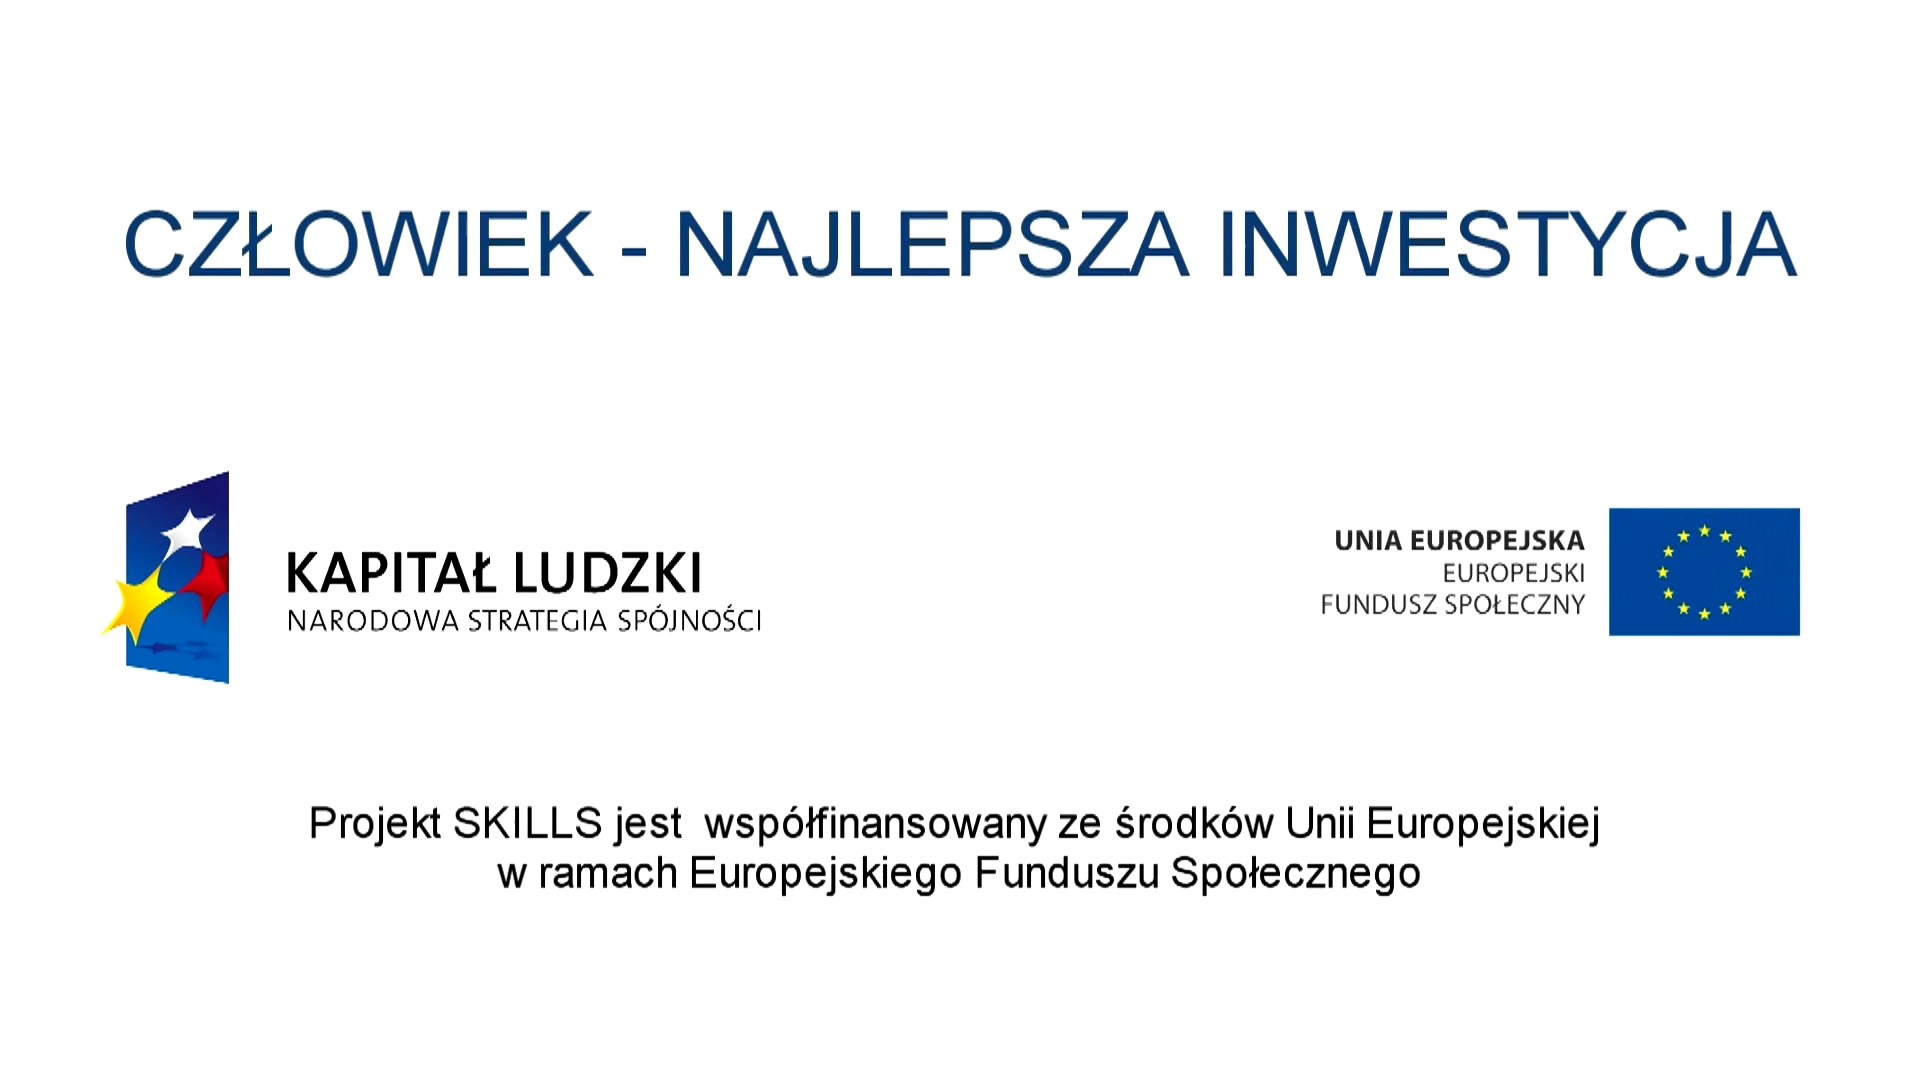 CZŁOWIEK - NAJLEPSZA INWESTYCJA
KAPITAŁ LUDZKI
NARODOWA STRATEGIA SPÓJNOŚCI
UNIA EUROPEJSKA
EUROPEJSKI
FUNDUSZ SPOŁECZNY
Projekt SKILLS jest  współfinansowany ze środków Unii Europejskiej
w ramach Europejskiego Funduszu Społecznego